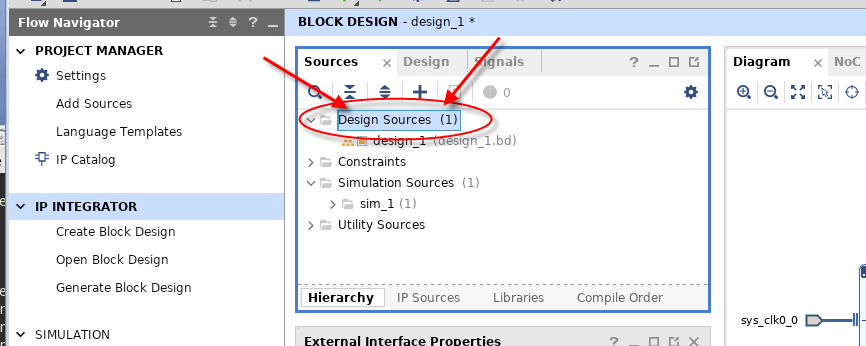 Flow Navigator
PROJECT MANAGER
Settings
Add Sources
Language Templates
IP Catalog
IP INTEGRATOR
Create Block Design
Open Block Design
Generate Block Design
SIMULATION
BLOCK DESIGN - design_1 *
Sources
Design
Signals
0
Design Sources (1)
design_1 (design_1.bd)
Constraints
Simulation Sources (1)
sim_1 (1)
Utility Sources
Hierarchy IP Sources Libraries Compile Order
External Interface Properties
Diagram
NoC
sys_clk0_0